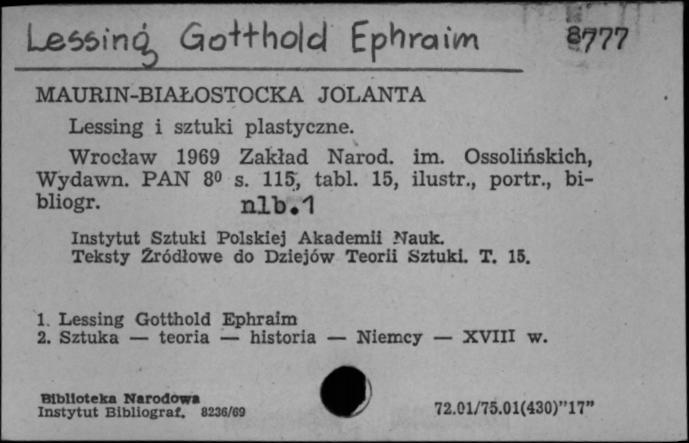 Lessing Gotthold Ephraim 8777
MAURIN-BIAŁOSTOCKA JOLANTA
Lessing i sztuki plastyczne.
Wrocław 1969 Zakład Narod. im. Ossolińskich,
Wydawn. PAN 8⁰ s. 115, tabl. 15, ilustr., portr., bi-
bliogr. nlb.1
Instytut Sztuki Polskiej Akademii Nauk.
Teksty Źródłowe do Dziejów Teorii Sztuki. T. 15.
1. Lessing Gotthold Ephraim
2. Sztuka — teoria — historia — Niemcy — XVIII w.
Biblioteka Narodowa
Instytut Bibliograf. 8236/69 72.01/75.01(430)"17"